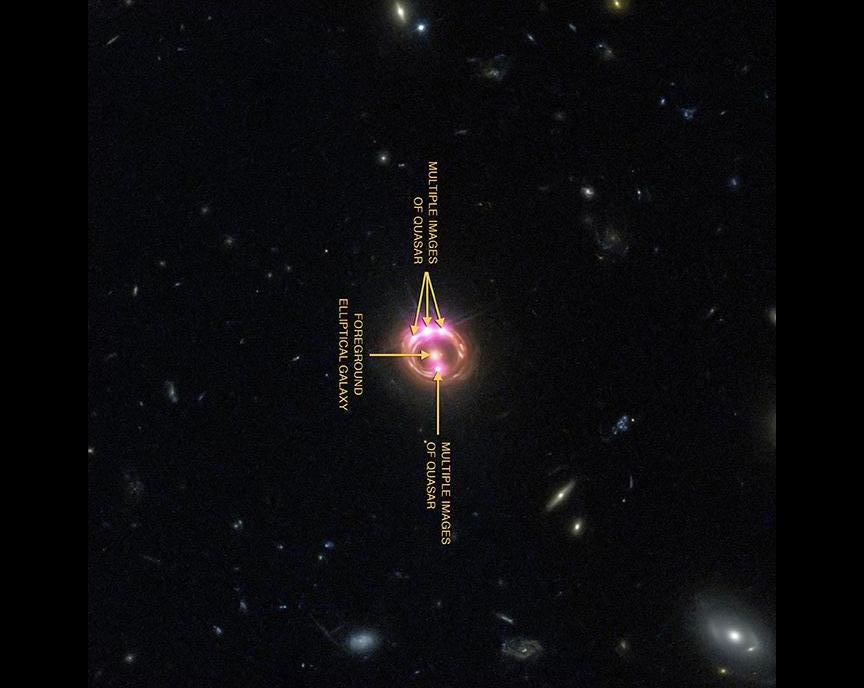 MULTIPLE IMAGES
OF QUASAR
FOREGROUND
ELLIPTICAL GALAXY
MULTIPLE IMAGES
OF QUASAR